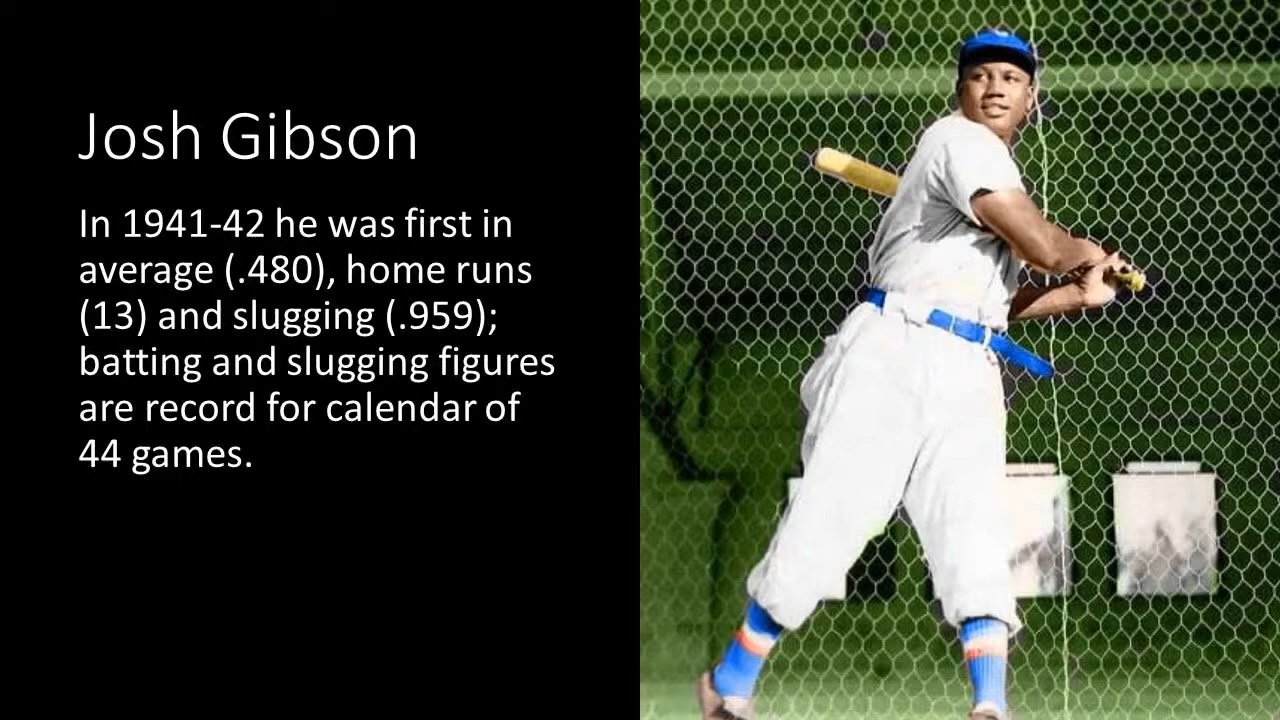 Josh Gibson
In 1941-42 he was first in
average (.480), home runs
(13) and slugging (.959);
batting and slugging figures
are record for calendar of
44 games.